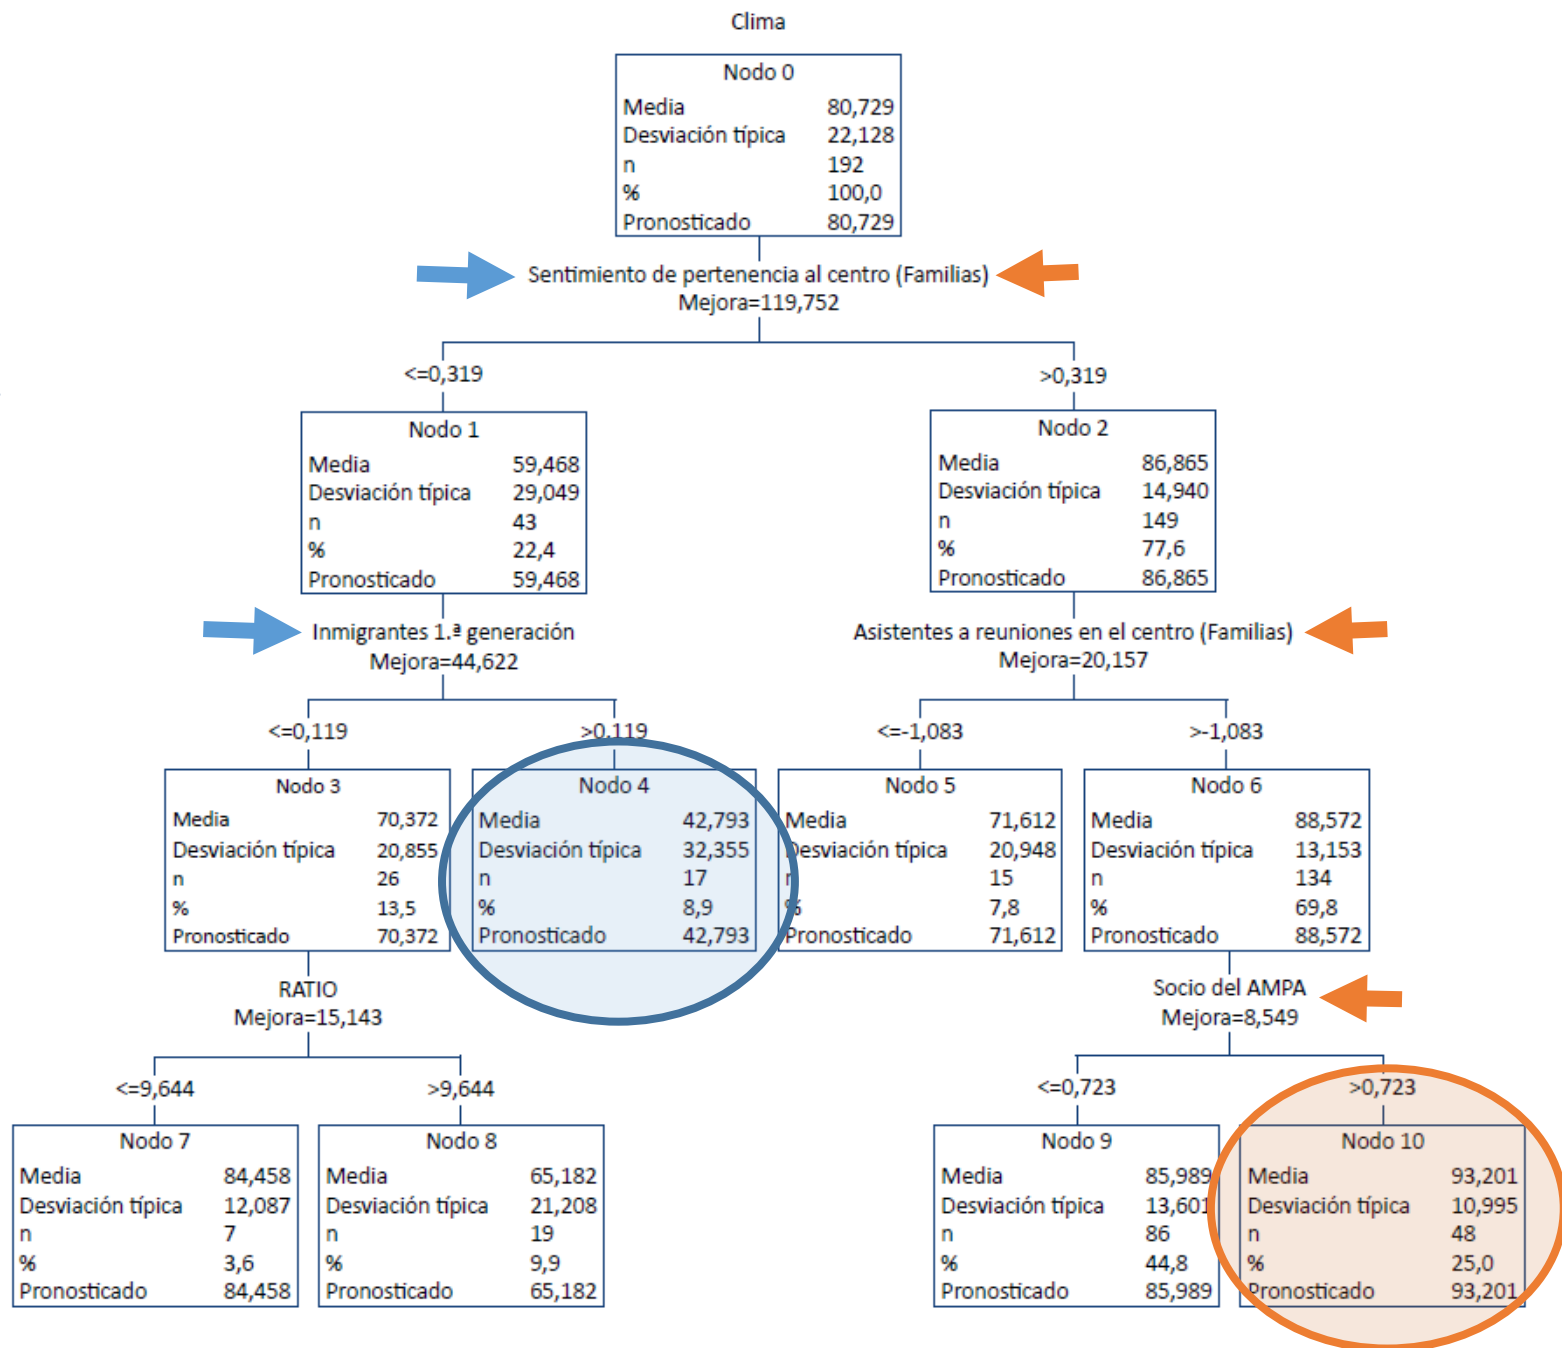 Clima
Nodo 0
Media 80,729
Desviación típica 22,128
n 192
% 100,0
Pronosticado 80,729
Sentimiento de pertenencia al centro (Familias)
Mejora=119,752
<=0,319
>0,319
Nodo 1
Media 59,468
Desviación típica 29,049
n 43
% 22,4
Pronosticado 59,468
Nodo 2
Media 86,865
Desviación típica 14,940
n 149
% 77,6
Pronosticado 86,865
Inmigrantes 1.ª generación
Mejora=44,622
Asistentes a reuniones en el centro (Familias)
Mejora=20,157
<=0,119
>0,119
<=-1,083
>-1,083
Nodo 3
Media 70,372
Desviación típica 20,855
n 26
% 13,5
Pronosticado 70,372
Nodo 4
Media 42,793
Desviación típica 32,355
n 17
% 8,9
Pronosticado 42,793
Nodo 5
Media 71,612
Desviación típica 20,948
n 15
% 7,8
Pronosticado 71,612
Nodo 6
Media 88,572
Desviación típica 13,153
n 134
% 69,8
Pronosticado 88,572
RATIO
Mejora=15,143
Socio del AMPA
Mejora=8,549
<=9,644
>9,644
<=0,723
>0,723
Nodo 7
Media 84,458
Desviación típica 12,087
n 7
% 3,6
Pronosticado 84,458
Nodo 8
Media 65,182
Desviación típica 21,208
n 19
% 9,9
Pronosticado 65,182
Nodo 9
Media 85,989
Desviación típica 13,601
n 86
% 44,8
Pronosticado 85,989
Nodo 10
Media 93,201
Desviación típica 10,995
n 48
% 25,0
Pronosticado 93,201